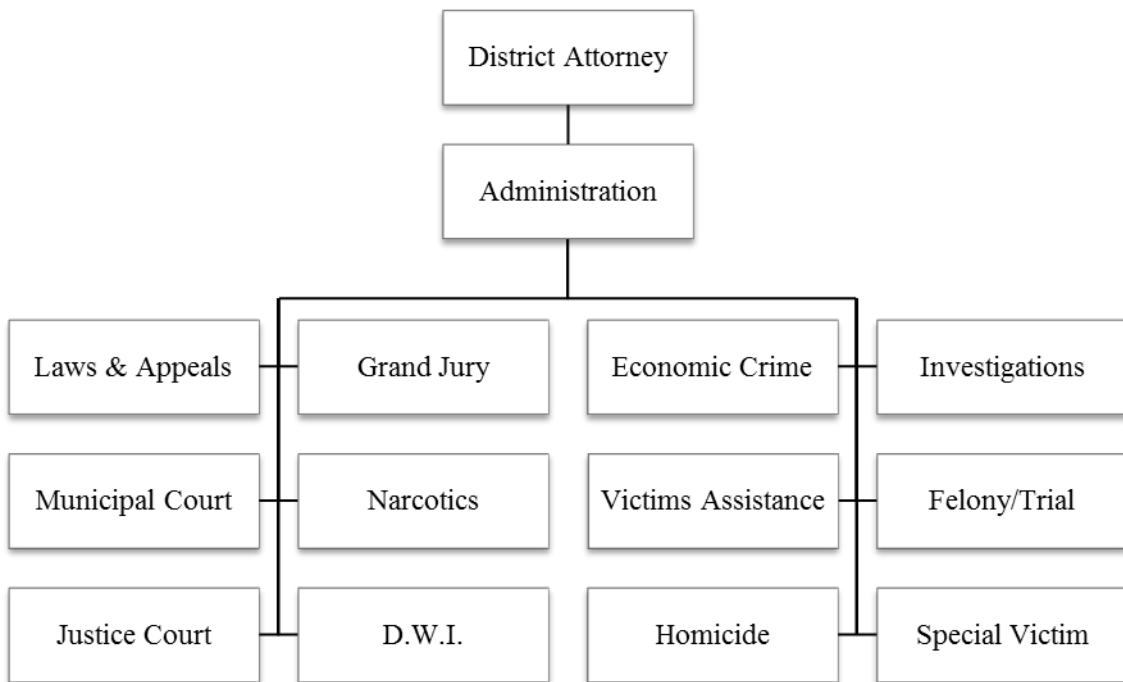 District Attorney
Administration
Laws & Appeals
Grand Jury
Economic Crime
Investigations
Municipal Court
Narcotics
Victims Assistance
Felony/Trial
Justice Court
D.W.I.
Homicide
Special Victim